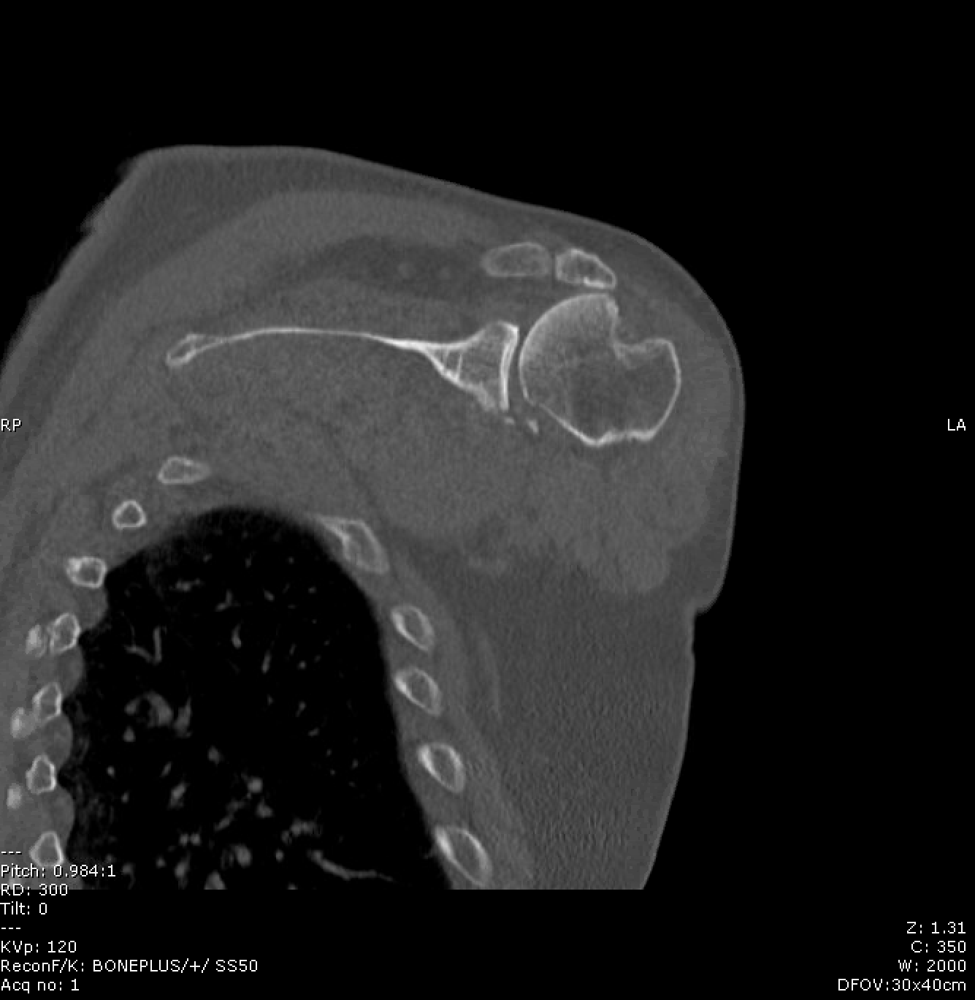 RP
LA
---
Pitch: 0.984:1
RD: 300
Tilt: 0
---
KVp: 120
ReconF/K: BONEPLUS/+/ SS50
Acq no: 1
Z: 1.31
C: 350
W: 2000
DFOV:30x40cm